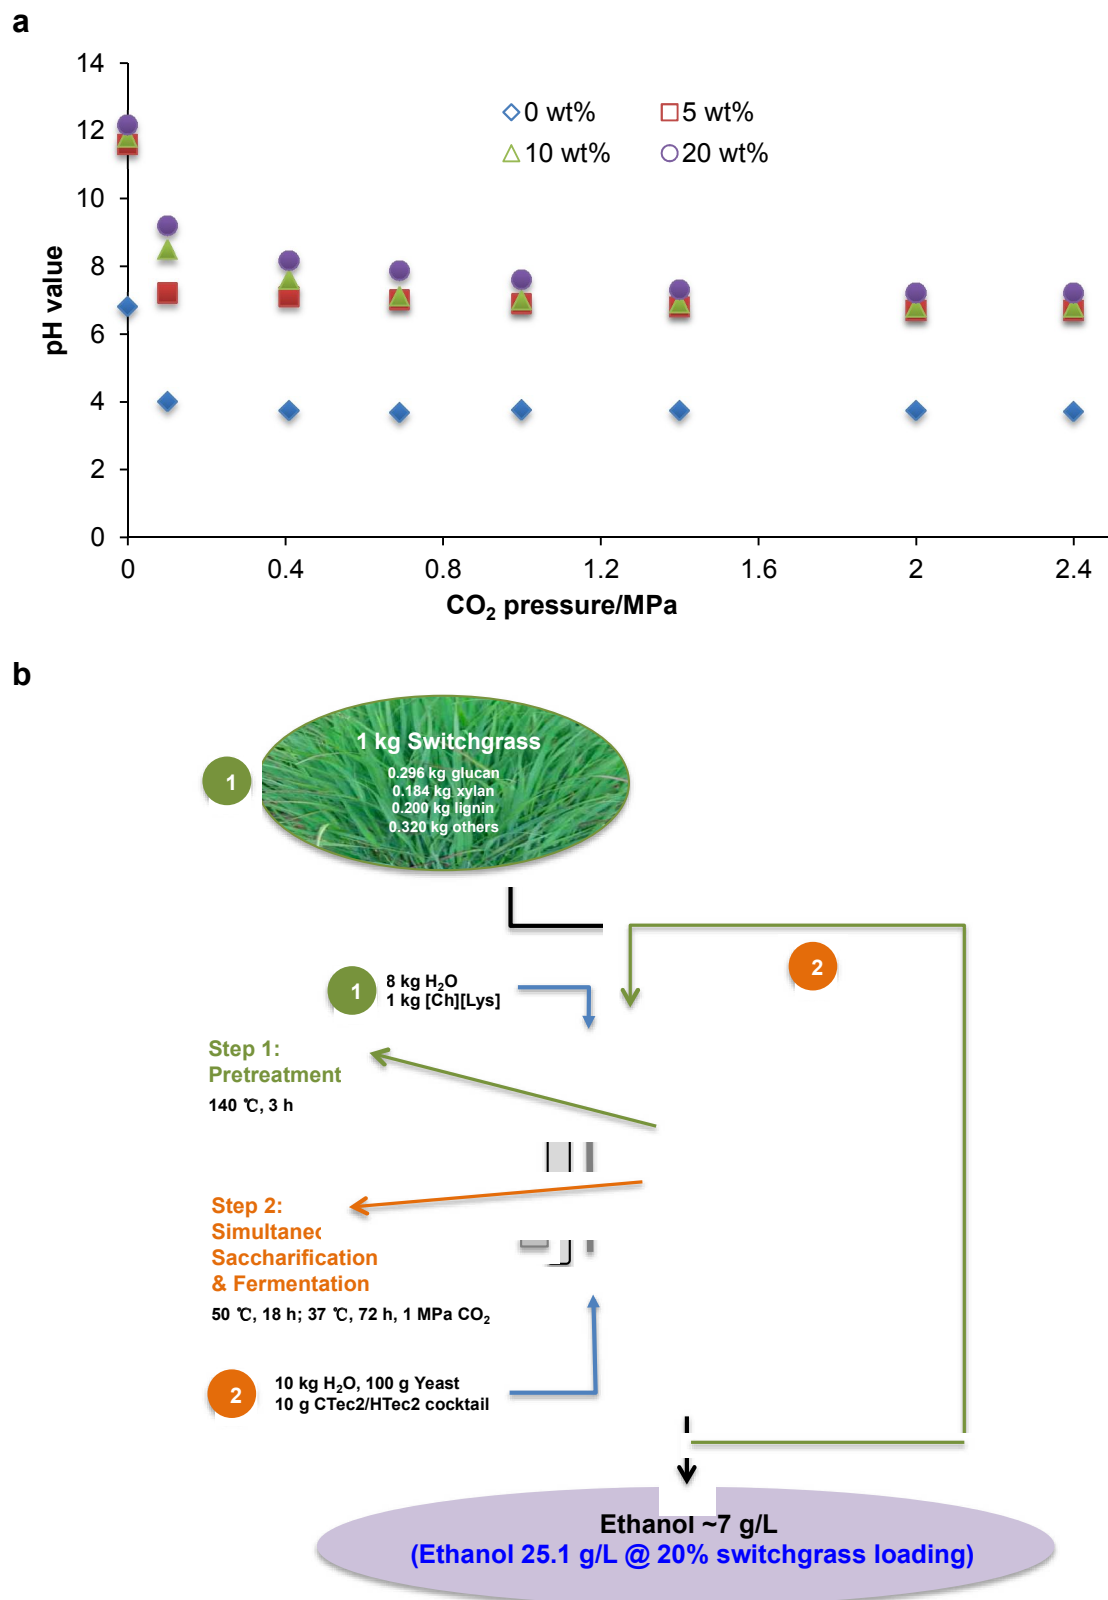 a
14
12
10
8
6
4
2
0
pH value
0 wt%
5 wt%
10 wt%
20 wt%
0
0.4
0.8
1.2
1.6
2
2.4
CO₂ pressure/MPa
b
1
1 kg Switchgrass
0.296 kg glucan
0.184 kg xylan
0.200 kg lignin
0.320 kg others
2
1
8 kg H₂O
1 kg [Ch][Lys]
Step 1:
Pretreatment
140 ℃, 3 h
Step 2:
Simultanec
Saccharification
& Fermentation
50 ℃, 18 h; 37 ℃, 72 h, 1 MPa CO₂
2
10 kg H₂O, 100 g Yeast
10 g CTec2/HTec2 cocktail
Ethanol ~7 g/L
(Ethanol 25.1 g/L @ 20% switchgrass loading)